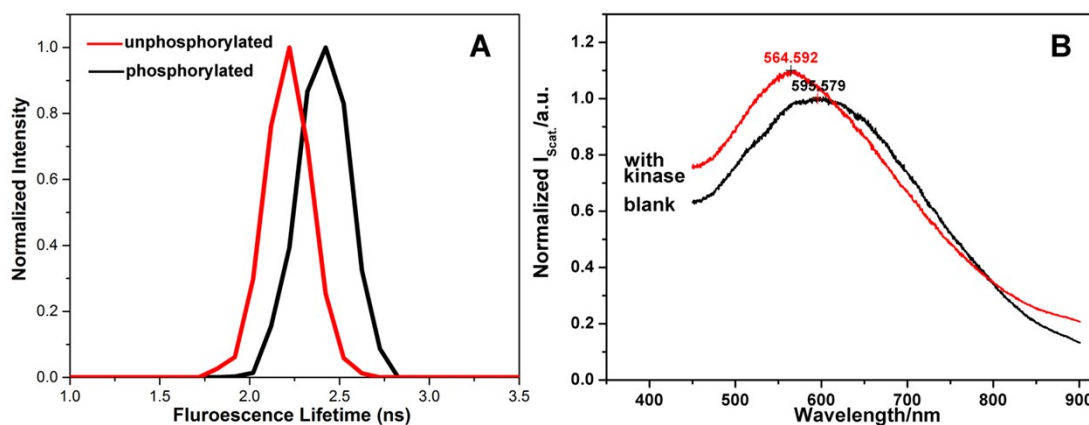 A
unphosphorylated
phosphorylated
Normalized Intensity
1.0
0.8
0.6
0.4
0.2
0.0
1.0 1.5 2.0 2.5 3.0 3.5
Fluroescence Lifetime (ns)
B
564.592
595.579
with
kinase
blank
Normalized I Scat./a.u.
1.2
1.0
0.8
0.6
0.4
0.2
0.0
400 500 600 700 800 900
Wavelength/nm